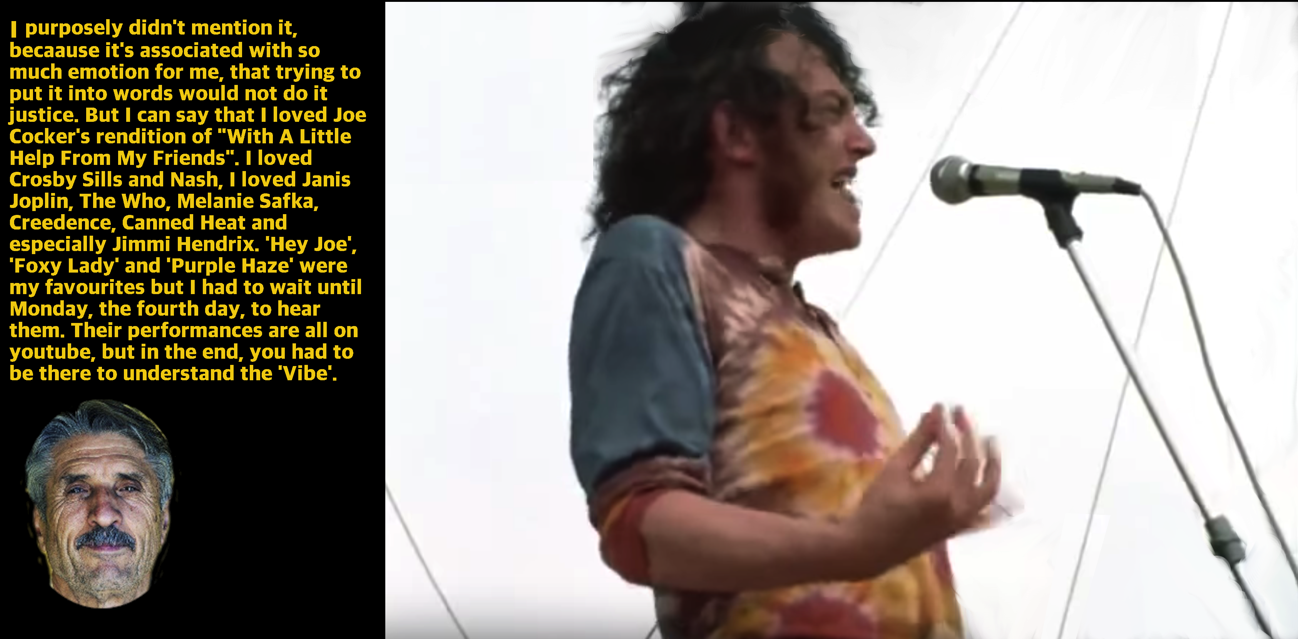 I purposely didn't mention it,
becaause it's associated with so
much emotion for me, that trying to
put it into words would not do it
justice. But I can say that I loved Joe
Cocker's rendition of "With A Little
Help From My Friends". I loved
Crosby Sills and Nash, I loved Janis
Joplin, The Who, Melanie Safka,
Creedence, Canned Heat and
especially Jimmi Hendrix. 'Hey Joe',
'Foxy Lady' and 'Purple Haze' were
my favourites but I had to wait until
Monday, the fourth day, to hear
them. Their performances are all on
youtube, but in the end, you had to
be there to understand the 'Vibe'.